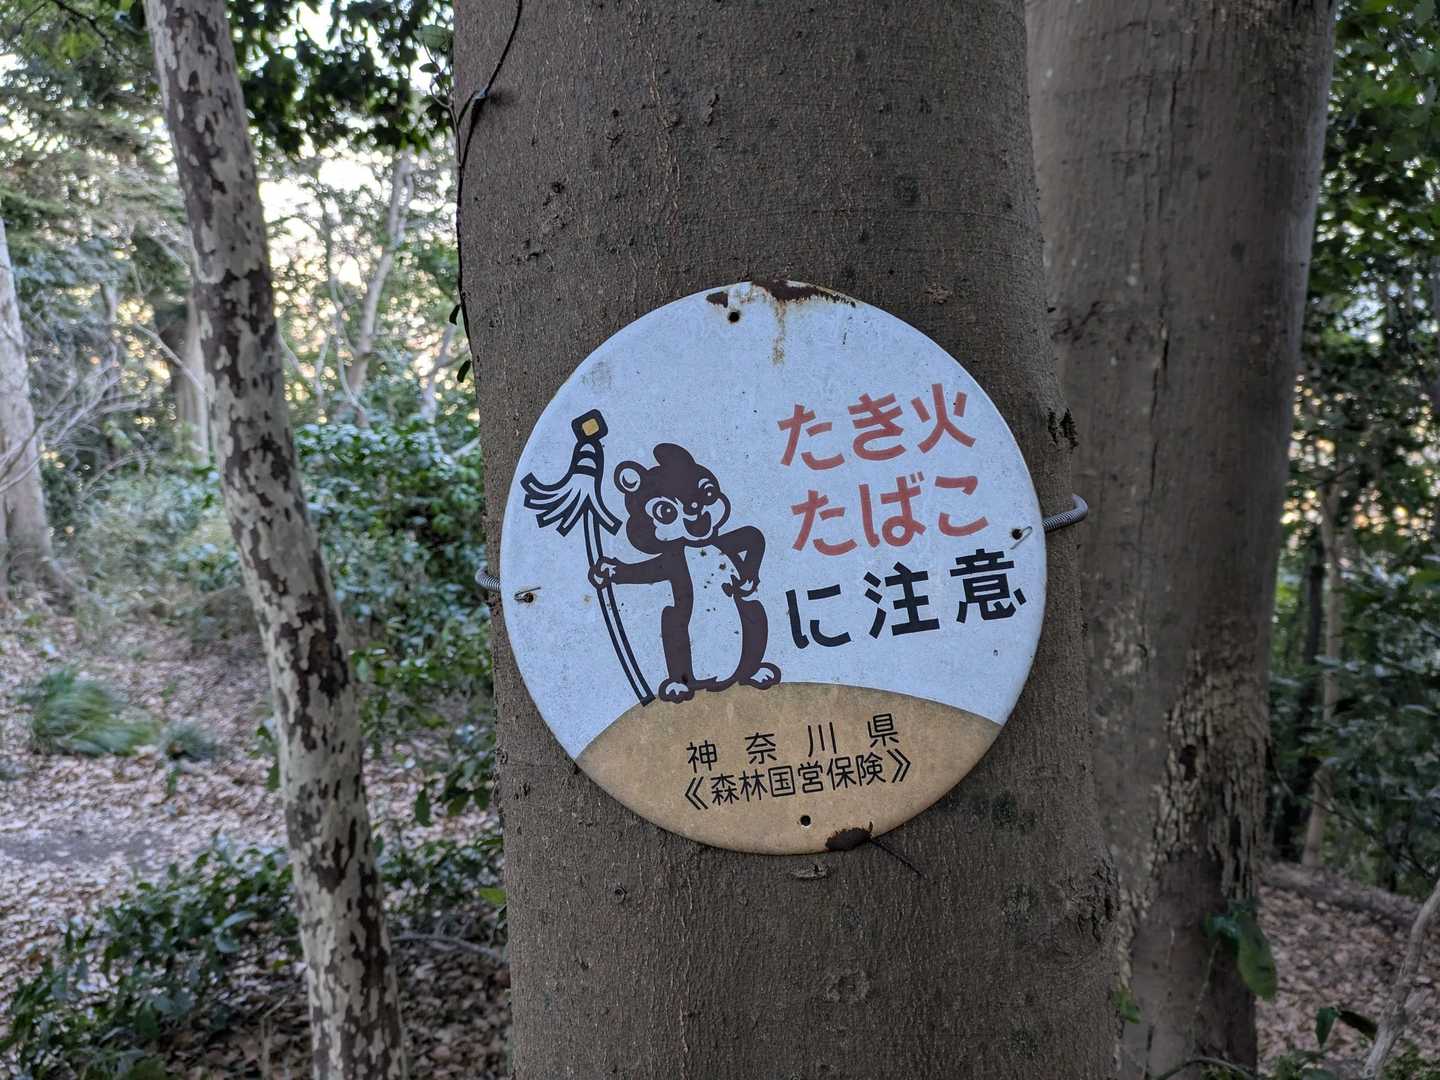 たき火
たばこ
に注意
神奈川県
《森林国営保険》